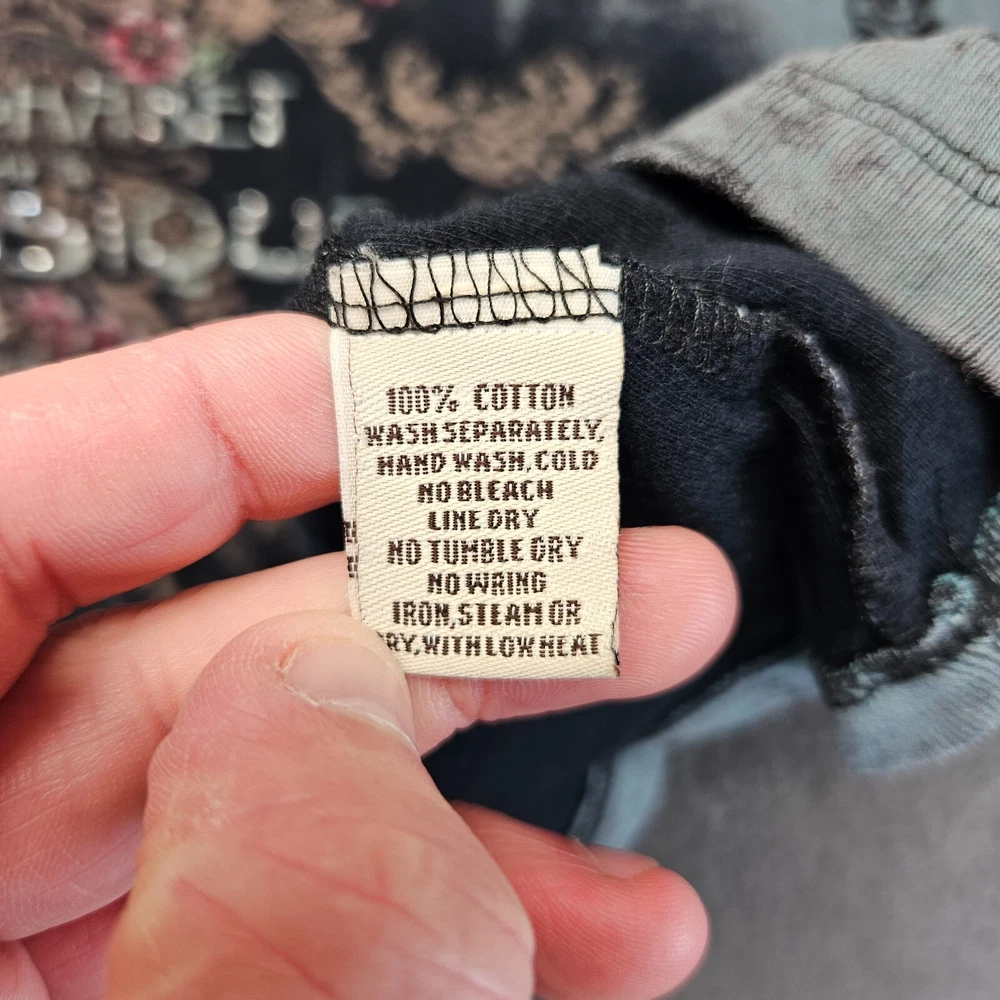 100% COTTON
WASH SEPARATELY,
HAND WASH, COLD
NO BLEACH
LINE DRY
NO TUMBLE DRY
NO WRING
IRON, STEAM OR
DRY, WITH LOW HEAT